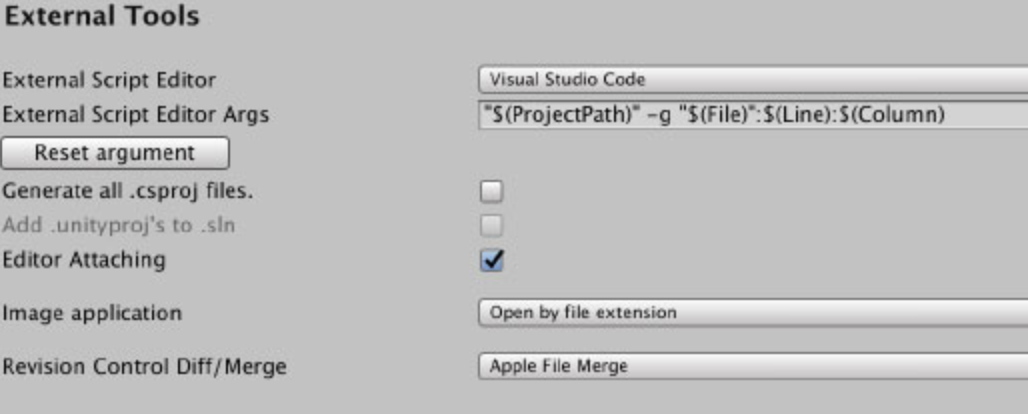 External Tools
External Script Editor Visual Studio Code
External Script Editor Args "$(ProjectPath)" -g "$(File)":$(Line):$(Column)
Reset argument
Generate all .csproj files.
Add .unityproj's to .sln
Editor Attaching
Image application Open by file extension
Revision Control Diff/Merge Apple File Merge